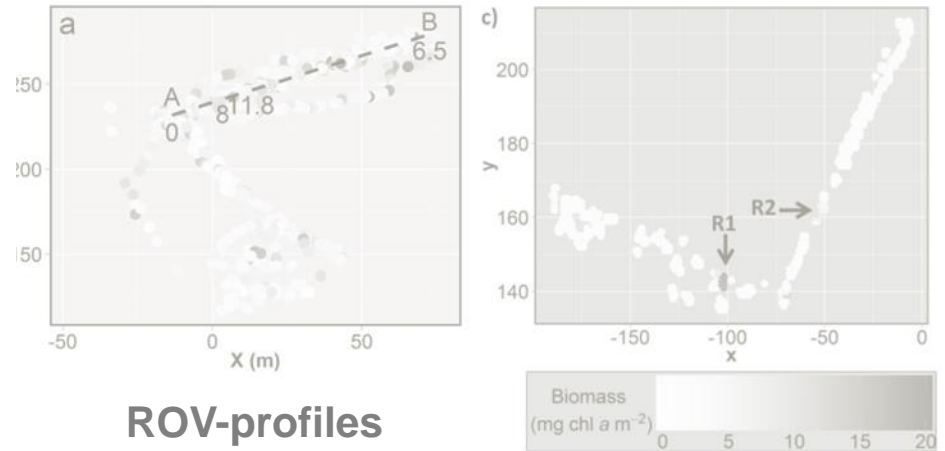 a
B
6.5
A
0
8
11.8
250
200
150
-50
0
50
X (m)
ROV-profiles
c)
y
200
180
160
140
R1
R2
-150
-100
-50
0
x
Biomass
(mg chl a m⁻²)
0
5
10
15
20